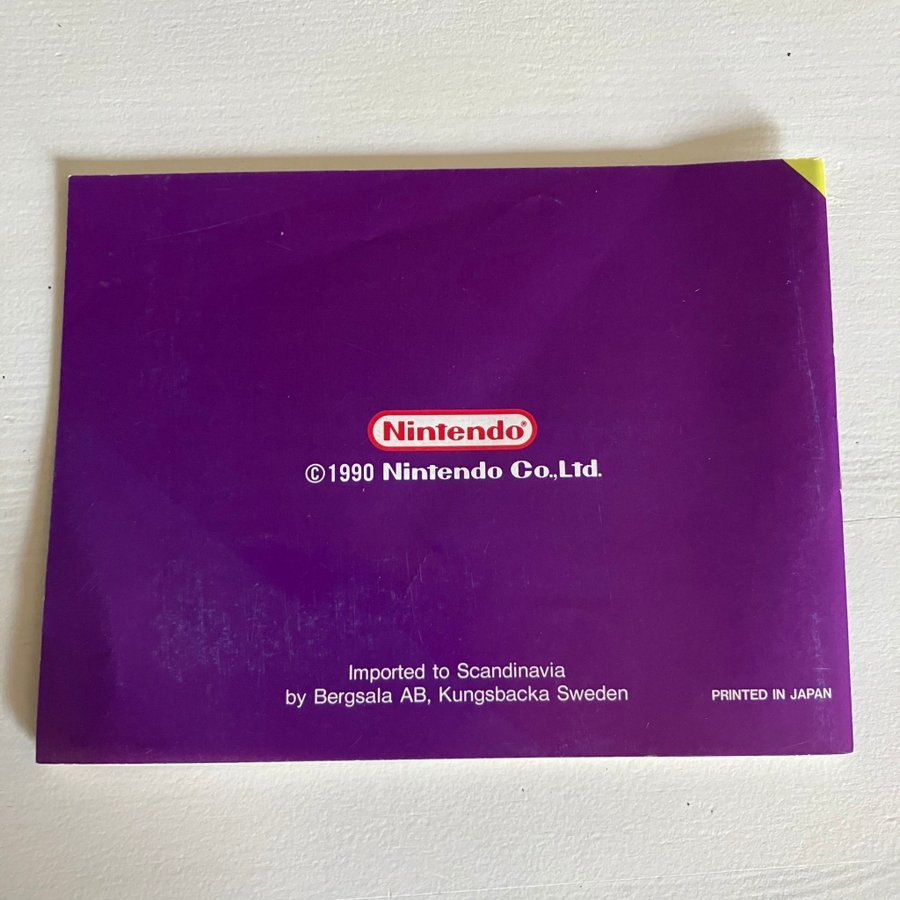 Nintendo®
©1990 Nintendo Co.,Ltd.
Imported to Scandinavia
by Bergsala AB, Kungsbacka Sweden
PRINTED IN JAPAN